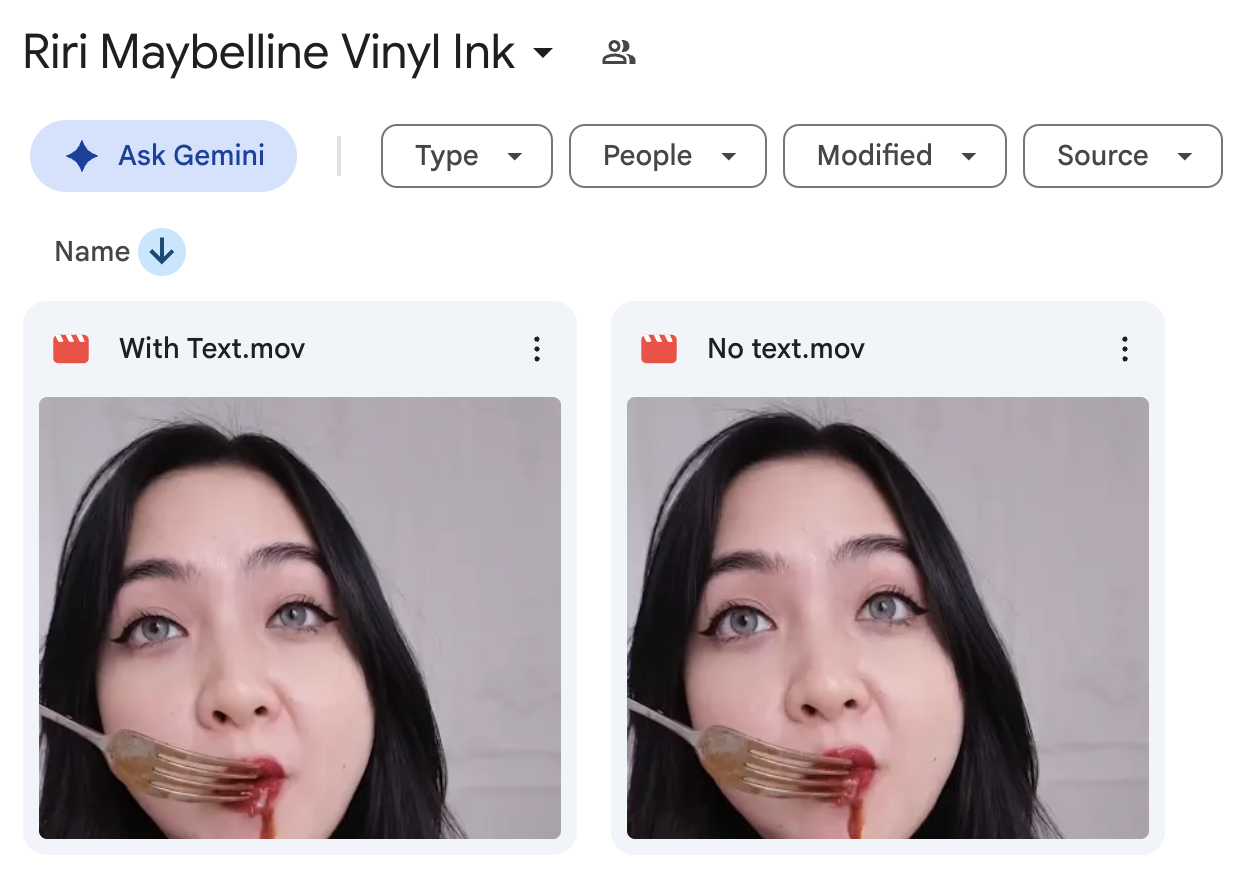 Riri Maybelline Vinyl Ink
Ask Gemini
Type
People
Modified
Source
Name
With Text.mov
No text.mov